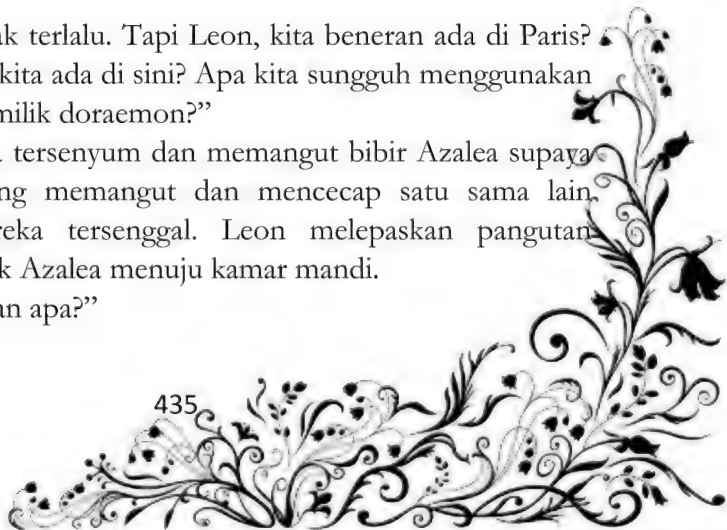 ak terlalu. Tapi Leon, kita beneran ada di Paris?
kita ada di sini? Apa kita sungguh menggunakan
milik doraemon?”
tersenyum dan memangut bibir Azalea supaya
ng memangut dan mencecap satu sama lain
reka tersenggal. Leon melepaskan pangutan
k Azalea menuju kamar mandi.
an apa?”
435